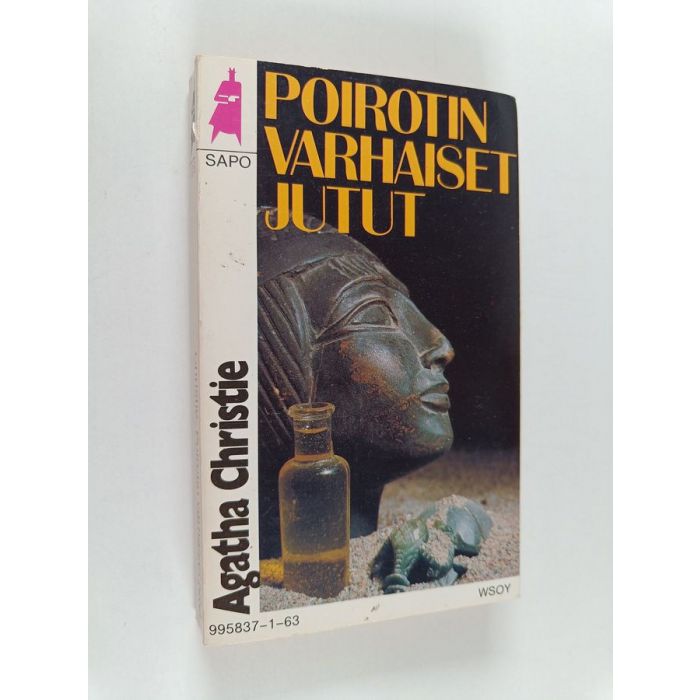 SAPO
POIROTIN
VARHAISET
JUTUT
Agatha Christie
WSOY
995837-1-63